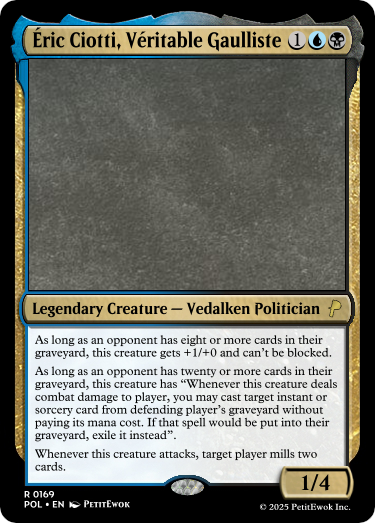 Éric Ciotti, Véritable Gaulliste 1
Legendary Creature — Vedalken Politician
As long as an opponent has eight or more cards in their
graveyard, this creature gets +1/+0 and can't be blocked.
As long as an opponent has twenty or more cards in their
graveyard, this creature has “Whenever this creature deals
combat damage to player, you may cast target instant or
sorcery card from defending player's graveyard without
paying its mana cost. If that spell would be put into their
graveyard, exile it instead”.
Whenever this creature attacks, target player mills two
cards.
1/4
R 0169
POL • EN PetitEwok
© 2025 PetitEwok Inc.